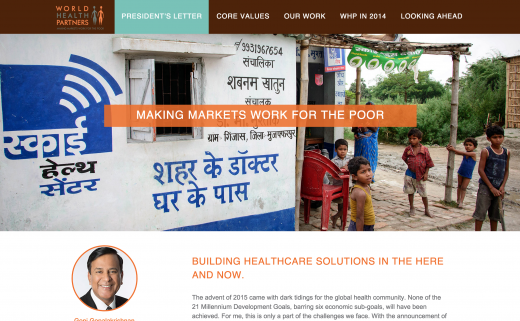 WORLD
HEALTH
PARTNERS
PRESIDENT'S LETTER
CORE VALUES
OUR WORK
WHP IN 2014
LOOKING AHEAD
9931967654
संचालिका
शबनम खातुन
संचालक
MAKING MARKETS WORK FOR THE POOR
ग्राम-गिजास, जिला-मुजफ्फरपुर
स्काई
हेल्थ
सेंटर
शहर के डॉक्टर
घर के पास
BUILDING HEALTHCARE SOLUTIONS IN THE HERE
AND NOW.
The advent of 2015 came with dark tidings for the global health community. None of the
21 Millennium Development Goals, barring six economic sub-goals, will have been
achieved. For me, this is only a part of the challenges we face. With the announcement of